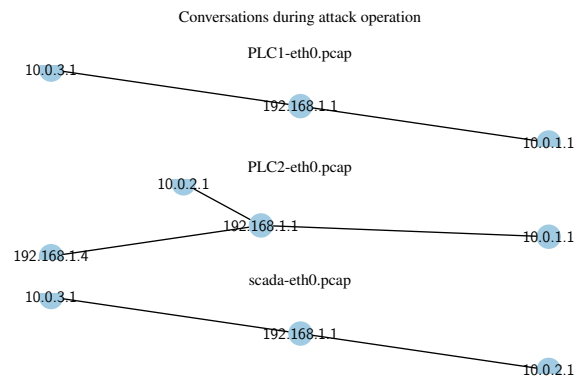 Conversations during attack operation
PLC1-eth0.pcap
10.0.3.1
192.168.1.1
10.0.1.1
PLC2-eth0.pcap
10.0.2.1
192.168.1.1
10.0.1.1
192.168.1.4
scada-eth0.pcap
10.0.3.1
192.168.1.1
10.0.2.1